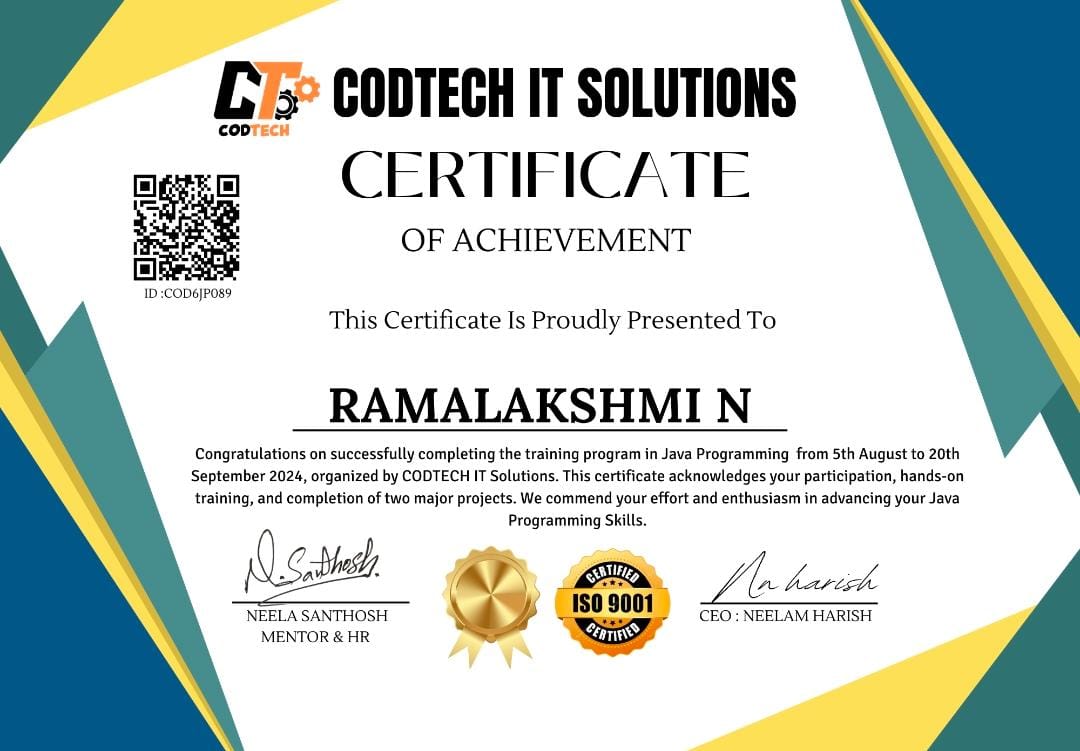 CODTECH
CODTECH IT SOLUTIONS
CERTIFICATE
OF ACHIEVEMENT
ID :COD6JP089
This Certificate Is Proudly Presented To
RAMALAKSHMI N
Congratulations on successfully completing the training program in Java Programming from 5th August to 20th
September 2024, organized by CODTECH IT Solutions. This certificate acknowledges your participation, hands-on
training, and completion of two major projects. We commend your effort and enthusiasm in advancing your Java
Programming Skills.
N. Santhosh.
NEELA SANTHOSH
MENTOR & HR
CERTIFIED
ISO 9001
CERTIFIED
Nn harish
CEO : NEELAM HARISH